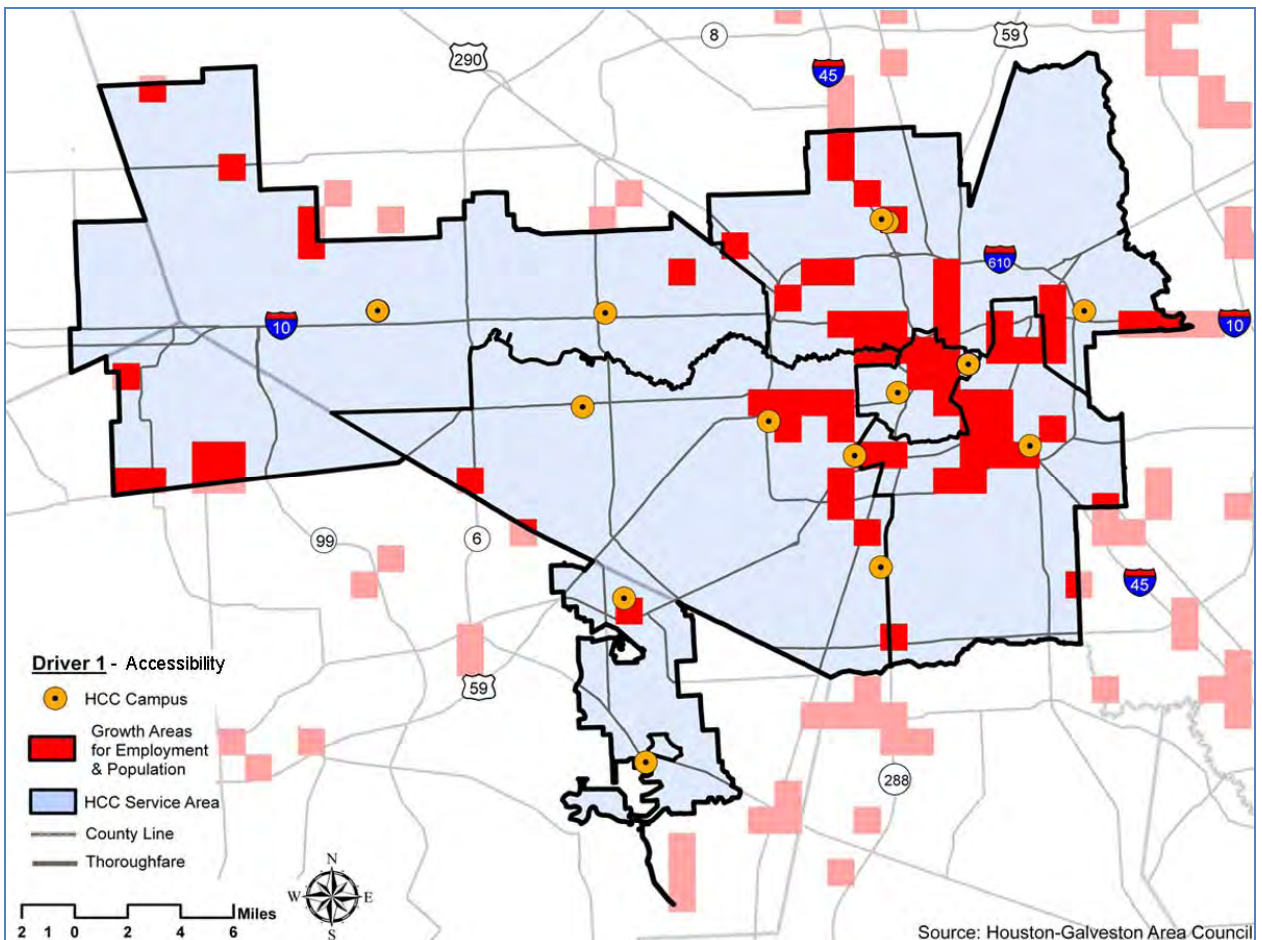 8
59
290
45
610
10
10
99
6
45
59
288
Driver 1 - Accessibility
HCC Campus
Growth Areas
for Employment
& Population
HCC Service Area
County Line
Thoroughfare
N
W E
S
Miles
2 1 0 2 4 6
Source: Houston-Galveston Area Council